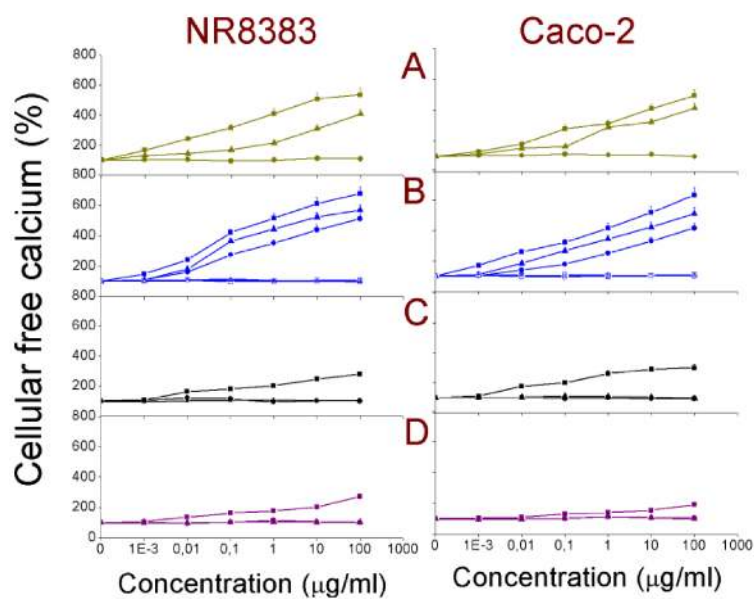 NR8383 Caco-2
Cellular free calcium (%)
A
800
600
400
200
B
800
600
400
200
0
C
800
600
400
200
D
800
600
400
200
0
0 1E-3 0,01 0,1 1 10 100 1000 0 1E-3 0,01 0,1 1 10 100 1000
Concentration (µg/ml) Concentration (µg/ml)